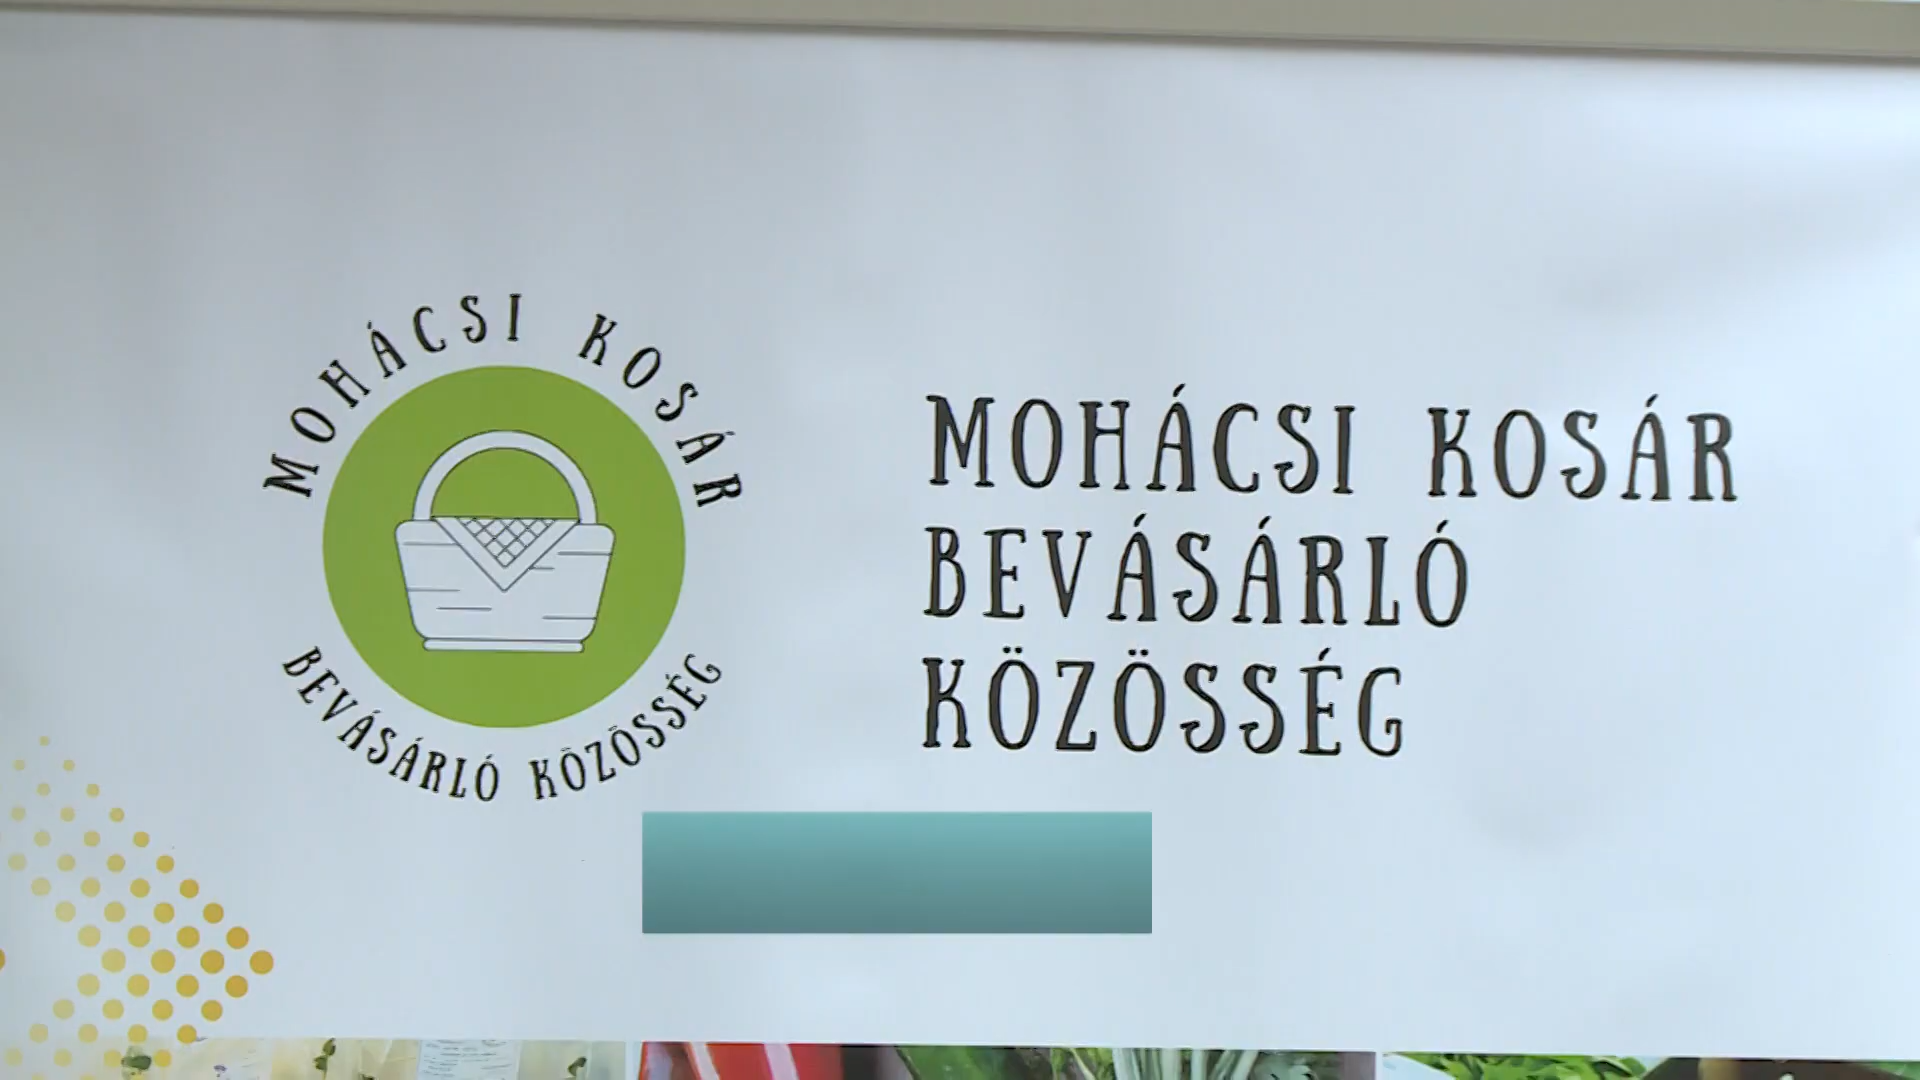 MOHÁCSI KOSÁR
BEVÁSÁRLÓ KÖZÖSSÉG
MOHÁCSI KOSÁR
BEVÁSÁRLÓ
KÖZÖSSÉG